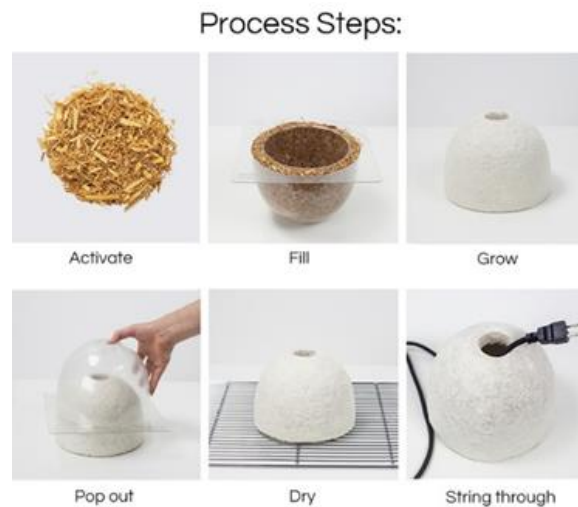 Process Steps:
Activate
Fill
Grow
Pop out
Dry
String through